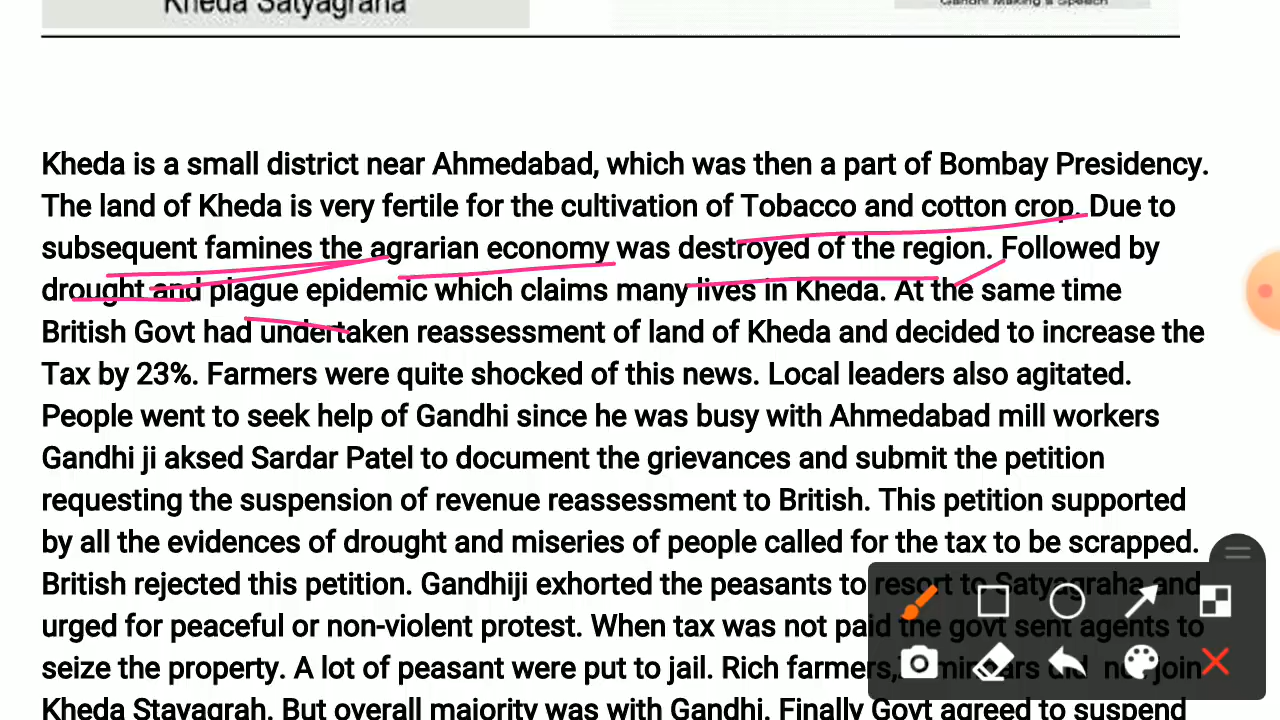 Kheda Satyagraha
Gandhi Making a Speech
Kheda is a small district near Ahmedabad, which was then a part of Bombay Presidency.
The land of Kheda is very fertile for the cultivation of Tobacco and cotton crop. Due to
subsequent famines the agrarian economy was destroyed of the region. Followed by
drought and plague epidemic which claims many lives in Kheda. At the same time
British Govt had undertaken reassessment of land of Kheda and decided to increase the
Tax by 23%. Farmers were quite shocked of this news. Local leaders also agitated.
People went to seek help of Gandhi since he was busy with Ahmedabad mill workers
Gandhi ji aksed Sardar Patel to document the grievances and submit the petition
requesting the suspension of revenue reassessment to British. This petition supported
by all the evidences of drought and miseries of people called for the tax to be scrapped.
British rejected this petition. Gandhiji exhorted the peasants to resort to Satyagraha and
urged for peaceful or non-violent protest. When tax was not paid the govt sent agents to
seize the property. A lot of peasant were put to jail. Rich farmers, did not join
Kheda Stayagrah. But overall majority was with Gandhi. Finally Govt agreed to suspend